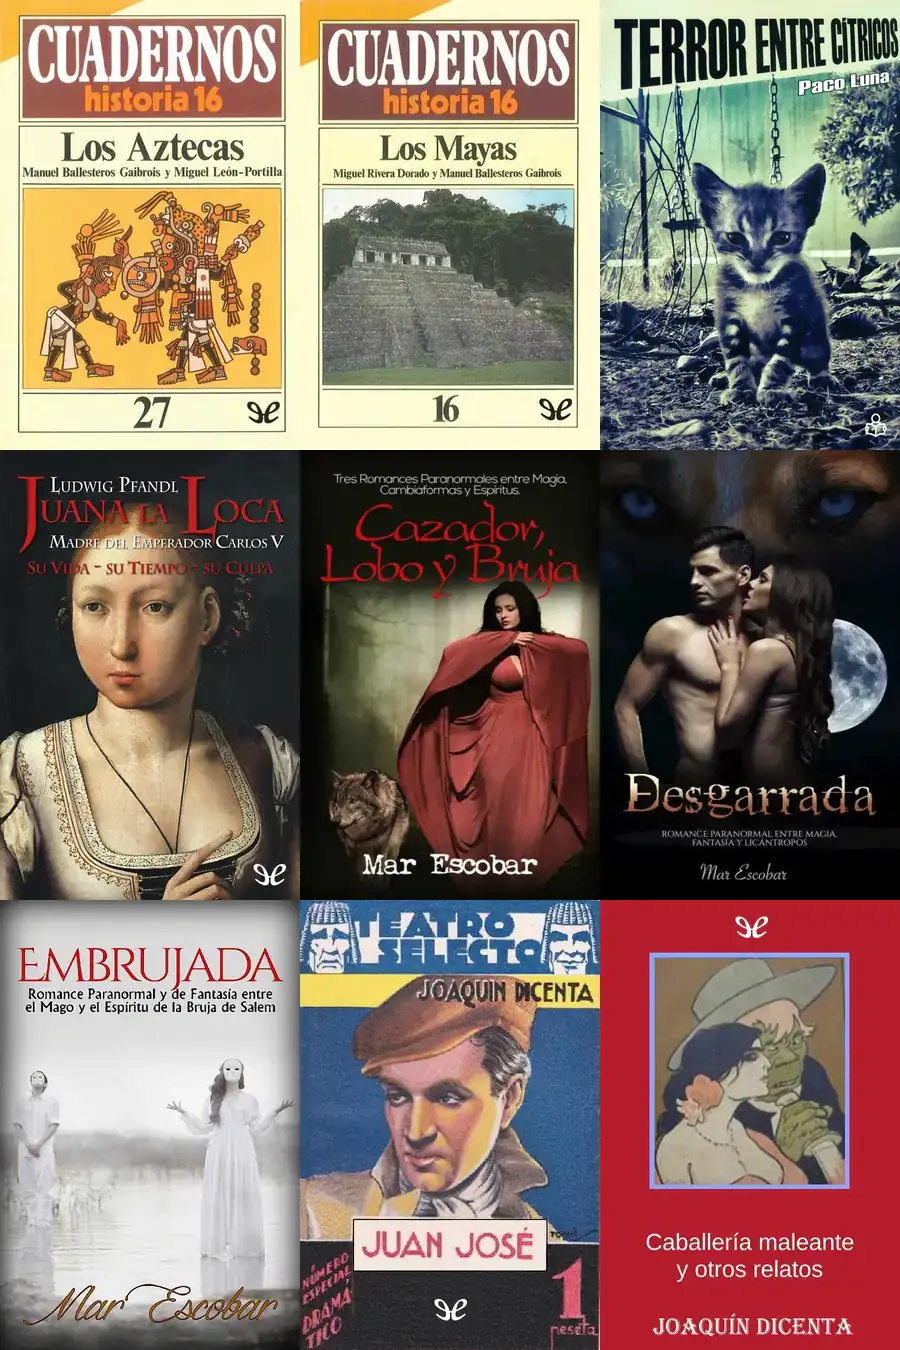 CUADERNOS
historia 16
Los Aztecas
Manuel Ballesteros Gaibrois y Miguel León-Portilla
27
CUADERNOS
historia 16
Los Mayas
Miguel Rivera Dorado y Manuel Ballesteros Gaibrois
16
TERROR ENTRE CÍTRICOS
Paco Luna
LUDWIG PFANDL
JUANA LA LOCA
MADRE DEL EMPERADOR CARLOS V
SU VIDA - SU TIEMPO - SU CULPA
Tres Romances Paranormales entre Magia,
Cambiaformas y Espíritus.
Cazador,
Lobo y Bruja
Mar Escobar
Desgarrada
ROMANCE PARANORMAL ENTRE MAGIA,
FANTASÍA Y LICÁNTROPOS
Mar Escobar
EMBRUJADA
Romance Paranormal y de Fantasía entre
el Mago y el Espíritu de la Bruja de Salem
Mar Escobar
TEATRO
SELECTO
JOAQUIN DICENTA
JUAN JOSÉ
NÚMERO
ESPECIAL
DRAMÁ
TICO
1
peseta
Caballería maleante
y otros relatos
JOAQUÍN DICENTA